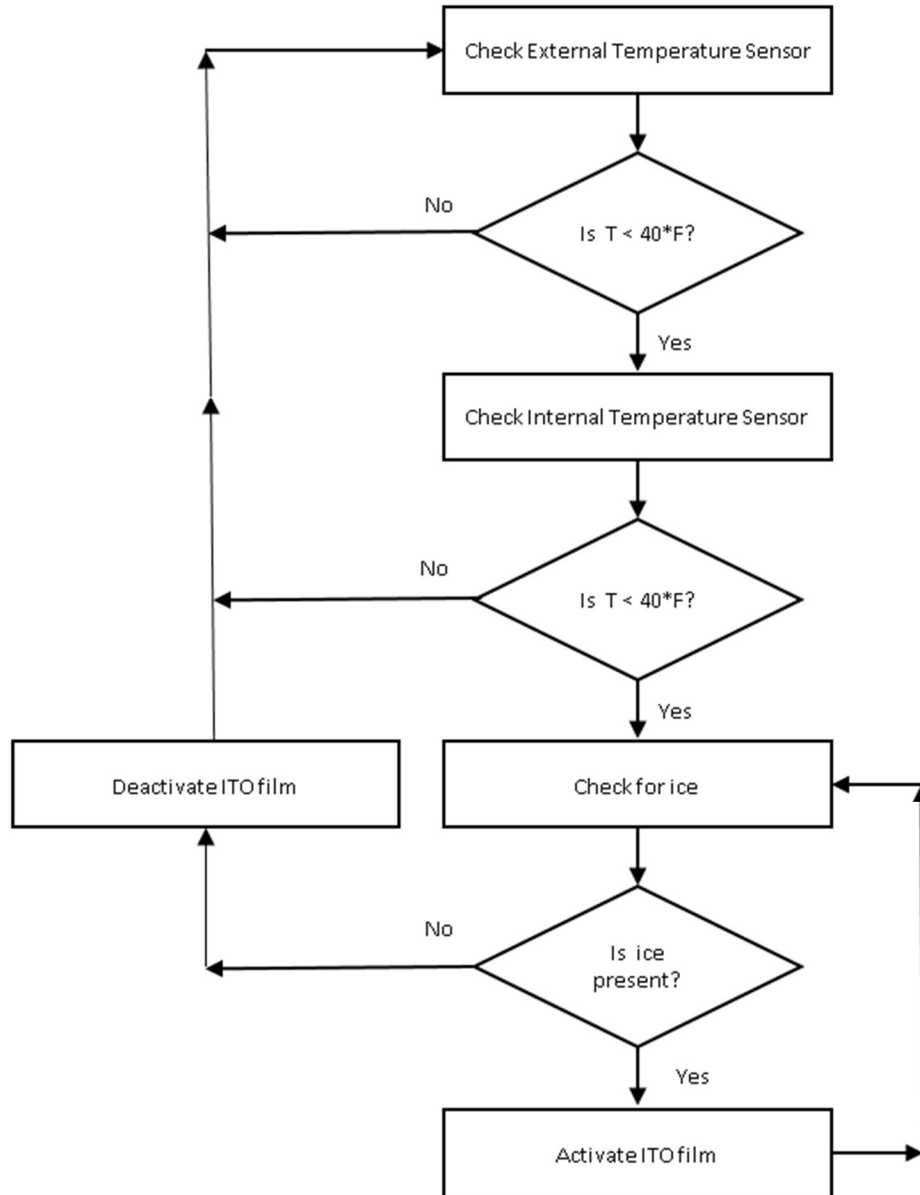 Check External Temperature Sensor
No
Is T < 40*F?
Yes
Check Internal Temperature Sensor
No
Is T < 40*F?
Yes
Deactivate ITO film
Check for ice
No
Is ice
present?
Yes
Activate ITO film